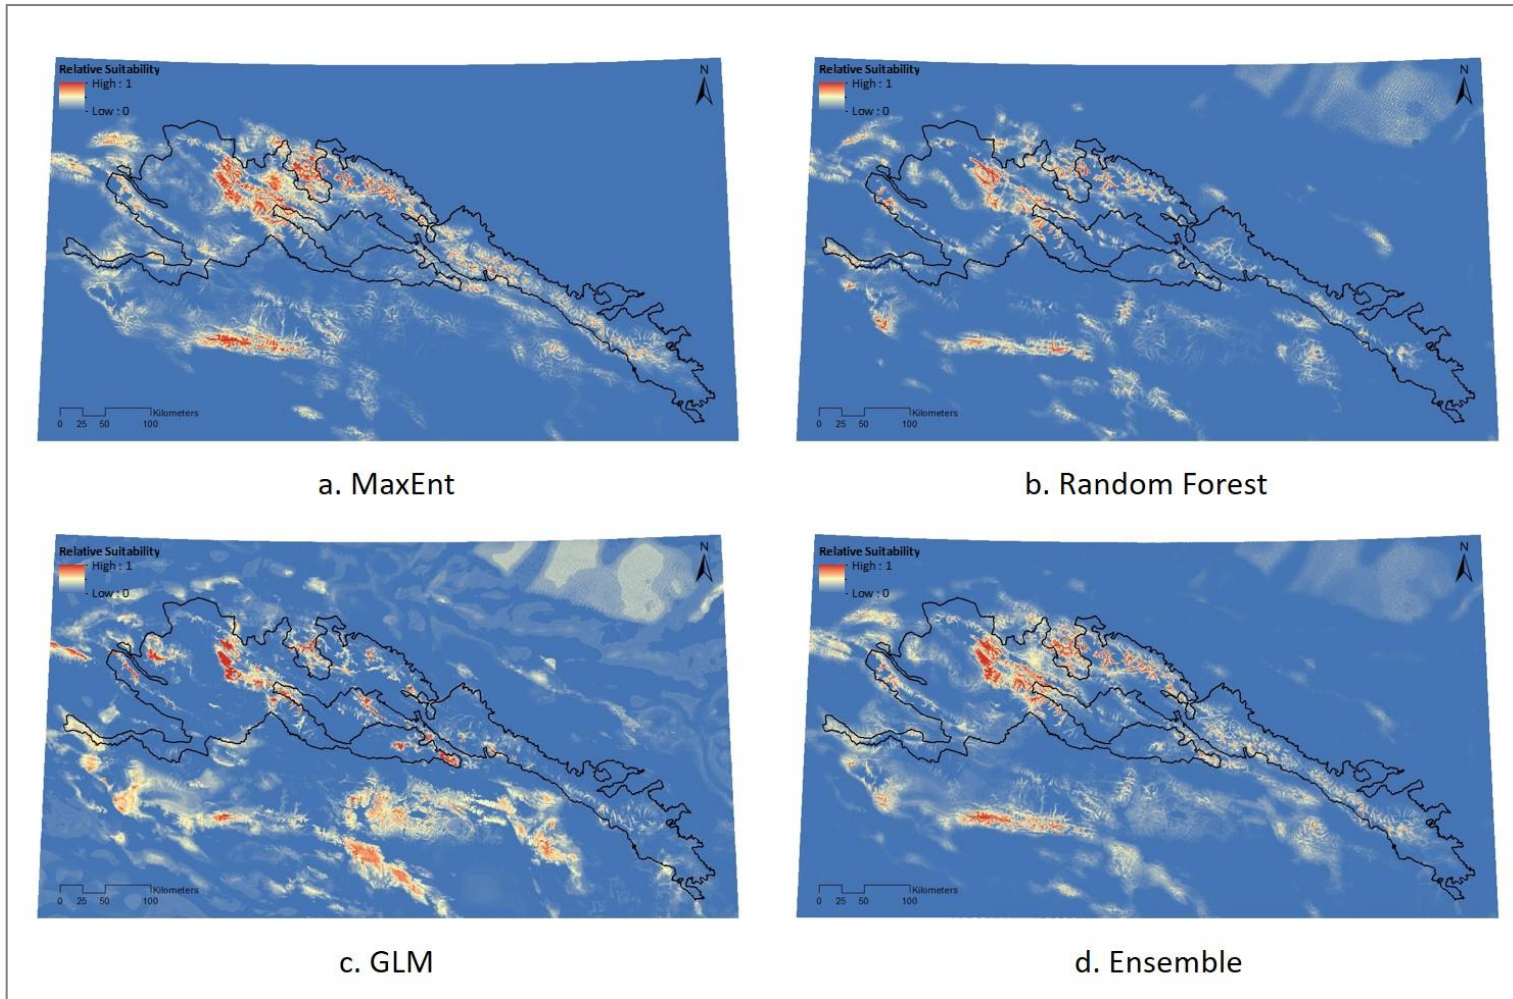 Relative Suitability
High : 1
Low : 0
N
Kilometers
0 25 50 100
a. MaxEnt
Relative Suitability
High : 1
Low : 0
N
Kilometers
0 25 50 100
b. Random Forest
Relative Suitability
High : 1
Low : 0
N
Kilometers
0 25 50 100
c. GLM
Relative Suitability
High : 1
Low : 0
N
Kilometers
0 25 50 100
d. Ensemble